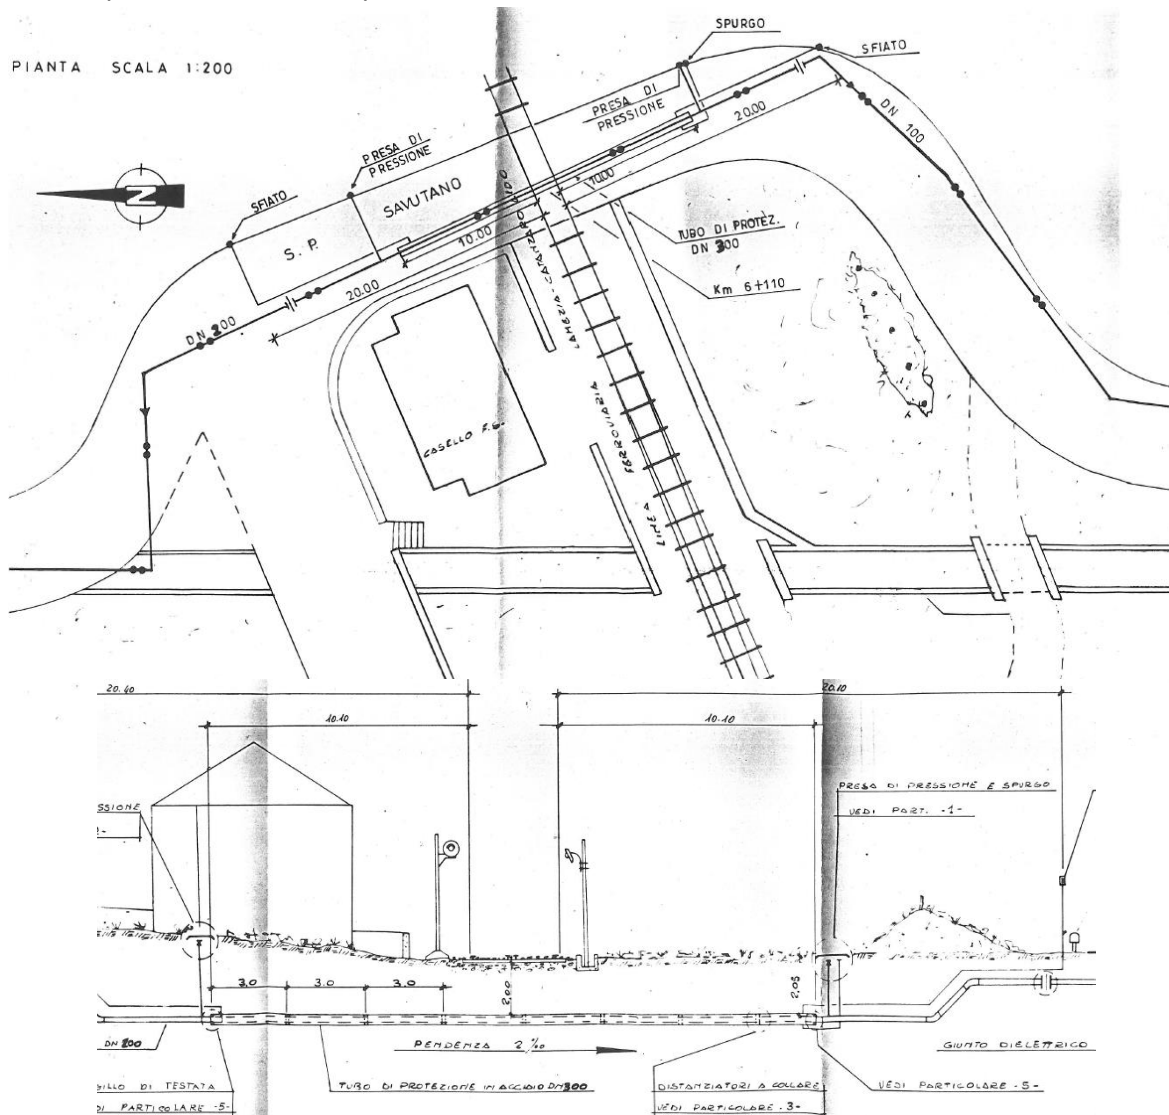 PIANTA SCALA 1:200
SPURGO
SFIATO
PRESA DI
PRESSIONE
20.00
DN 100
PRESA DI
PRESSIONE
SFIATO
S. P. SAVUTANO
N
10.00
10.00
TUBO DI PROTEZ.
DN 300
Km 6+110
20.00
DN 200
CASELLO F.S.
LINEA FERROVIARIA LAMEZIA-CATANZARO LIDO
20.40
20.10
10.10
10.10
SSIONE
PRESA DI PRESSIONE E SPURGO
VEDI PART. -1-
3.0
3.0
3.0
2.00
2.05
DN 200
PENDENZA 2‰
GIUNTO DIELETTRICO
GILLO DI TESTATA
DI PARTICOLARE -5-
TUBO DI PROTEZIONE IN ACCIAIO DN300
DISTANZIATORI A COLLARE
VEDI PARTICOLARE -3-
VEDI PARTICOLARE -5-